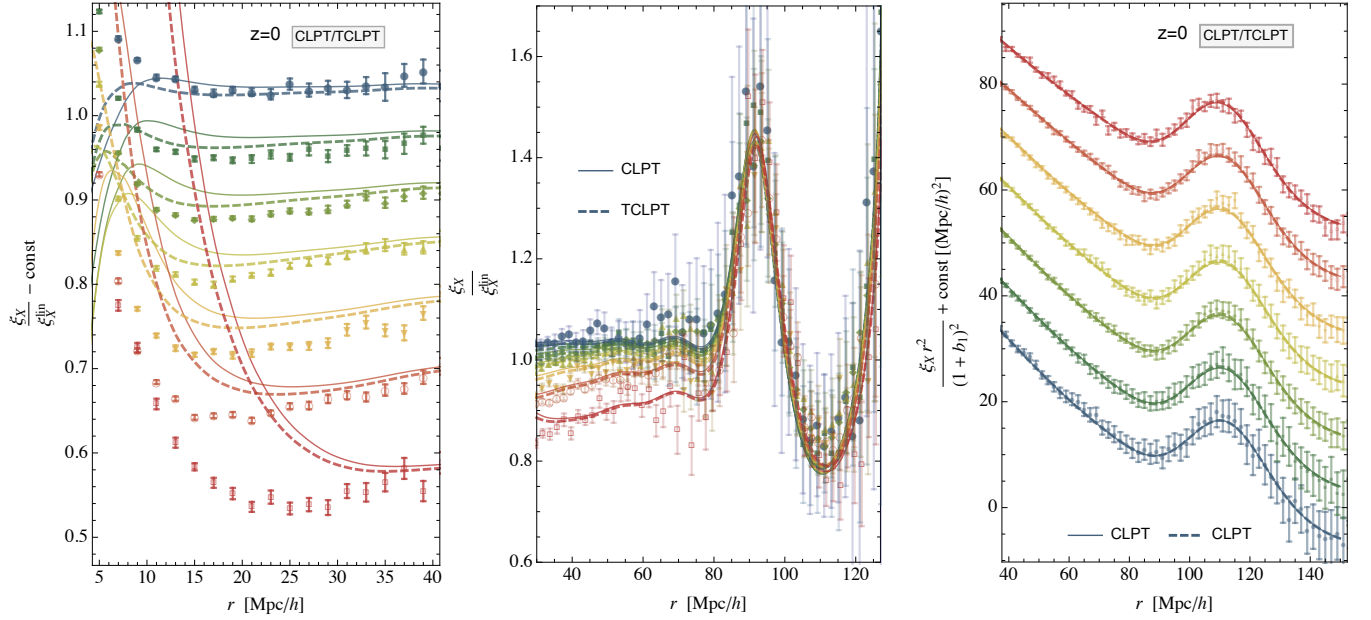 z=0 CLPT/TCLPT
1.1
1.0
0.9
0.8
0.7
0.6
0.5
ξ_X / ξ_X^lin − const
5 10 15 20 25 30 35 40
r [Mpc/h]
1.6
1.4
1.2
1.0
0.8
0.6
ξ_X / ξ_X^lin
CLPT
TCLPT
40 60 80 100 120
r [Mpc/h]
z=0 CLPT/TCLPT
80
60
40
20
0
ξ_X r² / (1 + b₁)² + const [(Mpc/h)²]
CLPT CLPT
40 60 80 100 120 140
r [Mpc/h]